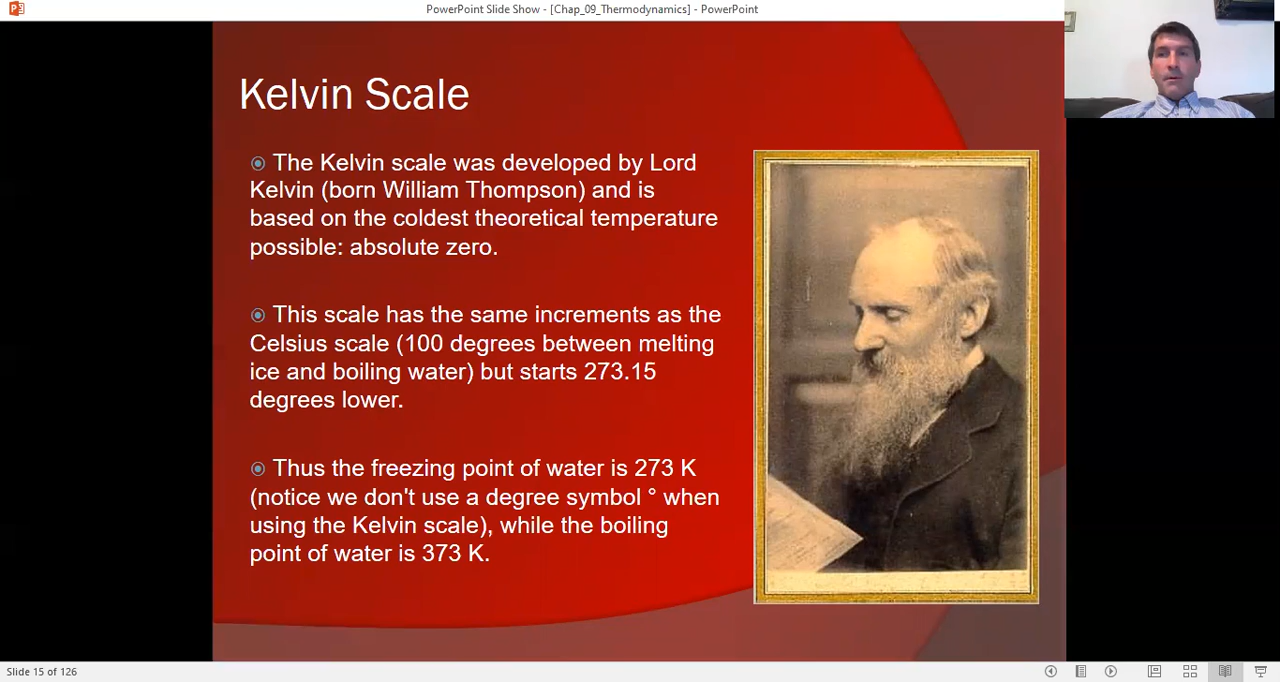 PowerPoint Slide Show - [Chap_09_Thermodynamics] - PowerPoint
Kelvin Scale
The Kelvin scale was developed by Lord
Kelvin (born William Thompson) and is
based on the coldest theoretical temperature
possible: absolute zero.
This scale has the same increments as the
Celsius scale (100 degrees between melting
ice and boiling water) but starts 273.15
degrees lower.
Thus the freezing point of water is 273 K
(notice we don't use a degree symbol ° when
using the Kelvin scale), while the boiling
point of water is 373 K.
Slide 15 of 126